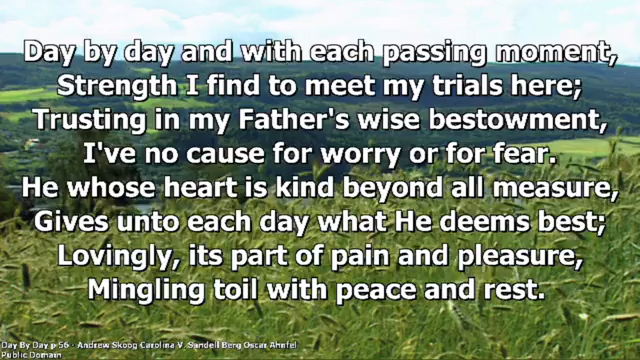 Day by day and with each passing moment,
Strength I find to meet my trials here;
Trusting in my Father's wise bestowment,
I've no cause for worry or for fear.
He whose heart is kind beyond all measure,
Gives unto each day what He deems best;
Lovingly, its part of pain and pleasure,
Mingling toil with peace and rest.
Day By Day p 56 - Andrew Skoog Carolina V. Sandell Berg Oscar Ahnfel
Public Domain